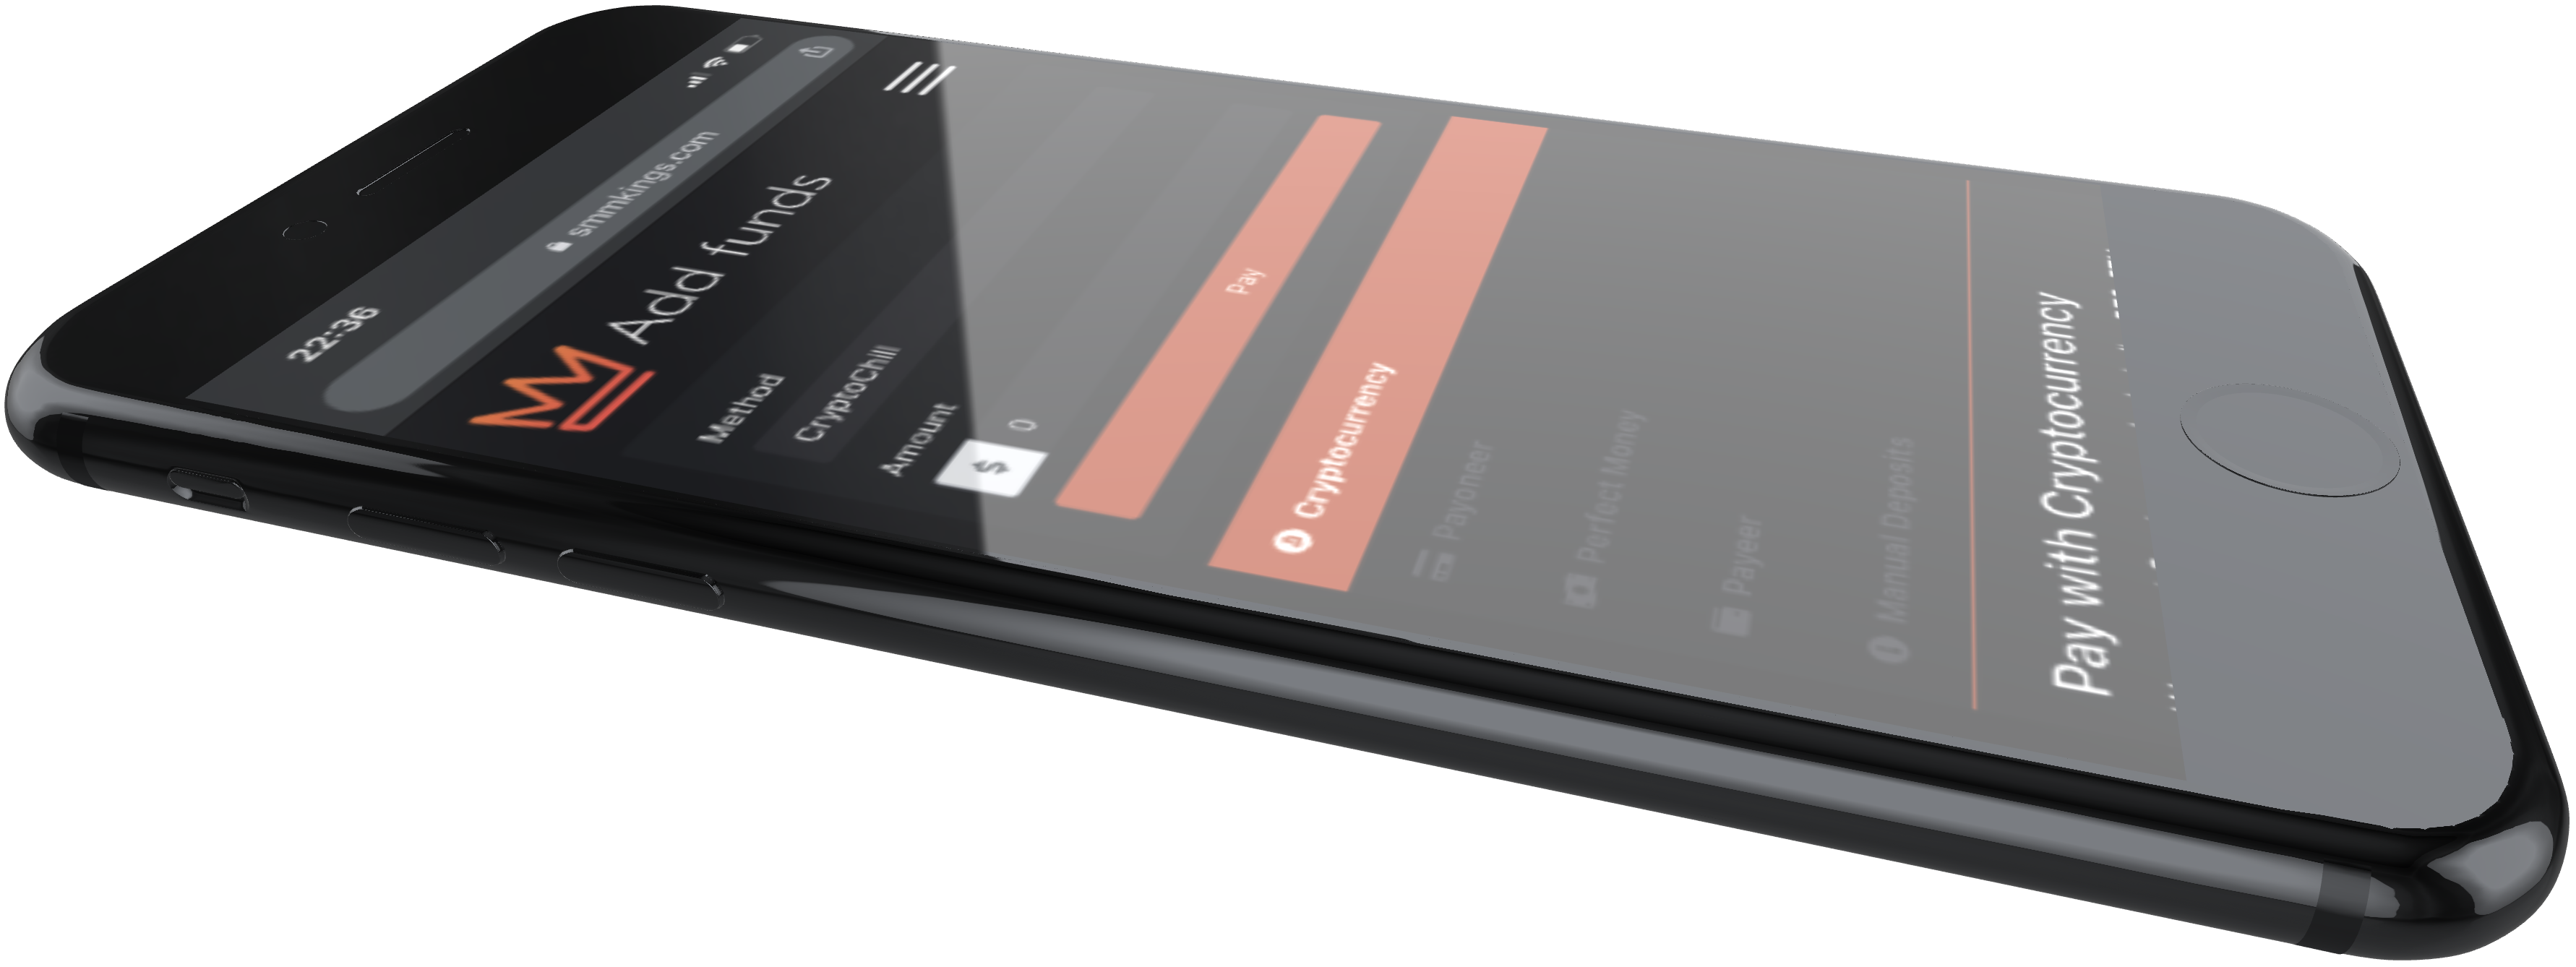 22:36
smmkings.com
Add funds
Method
CryptoChill
Amount
$ 0
Pay
Cryptocurrency
Payoneer
Perfect Money
Payeer
Manual Deposits
Pay with Cryptocurrency